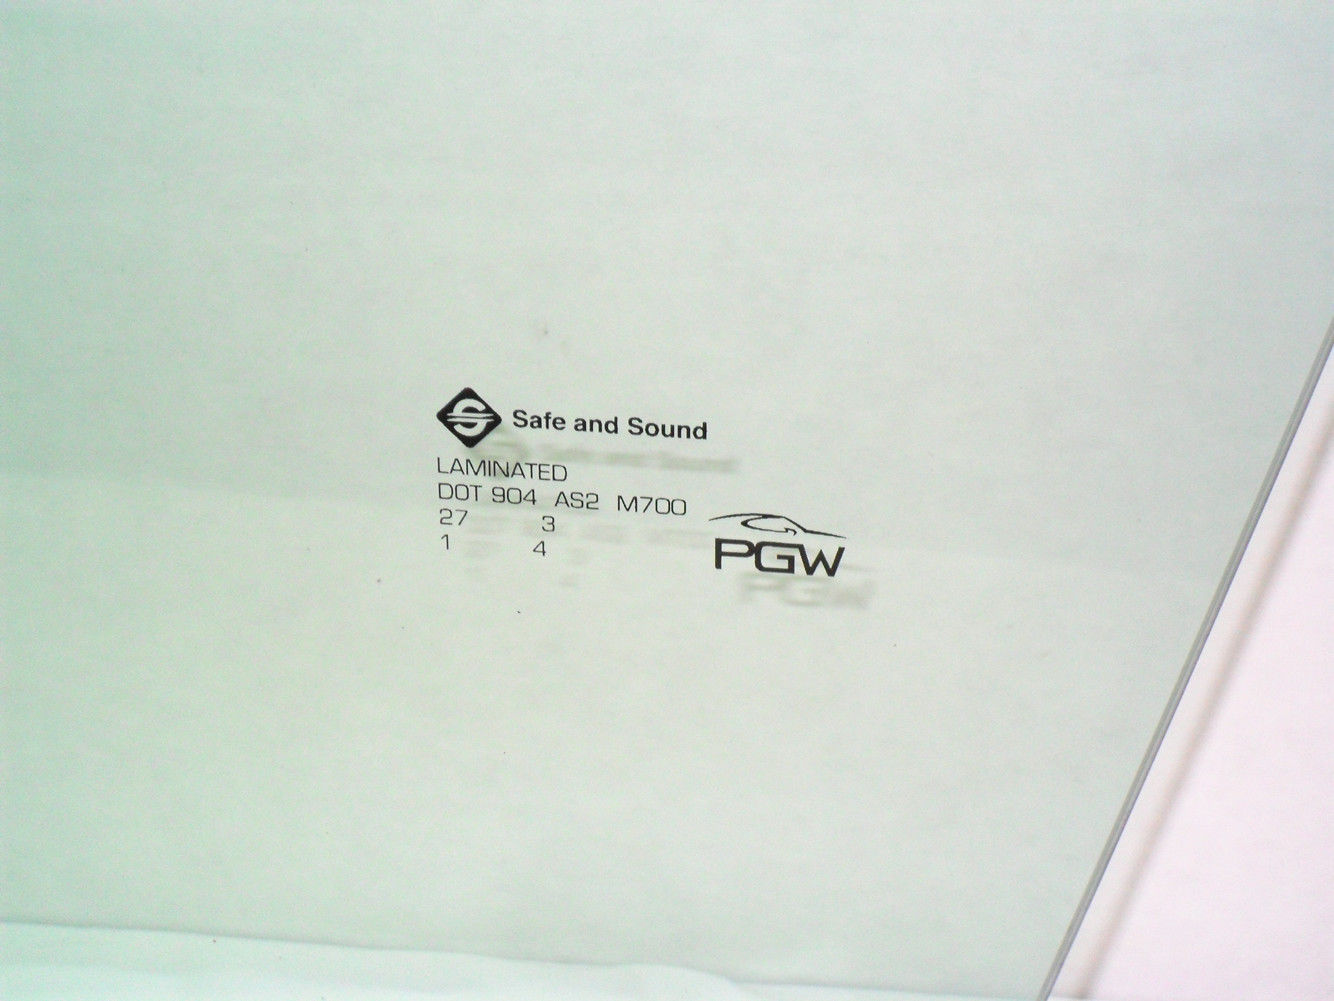 Safe and Sound
LAMINATED
DOT 904 AS2 M700
27 3
1 4
PGW